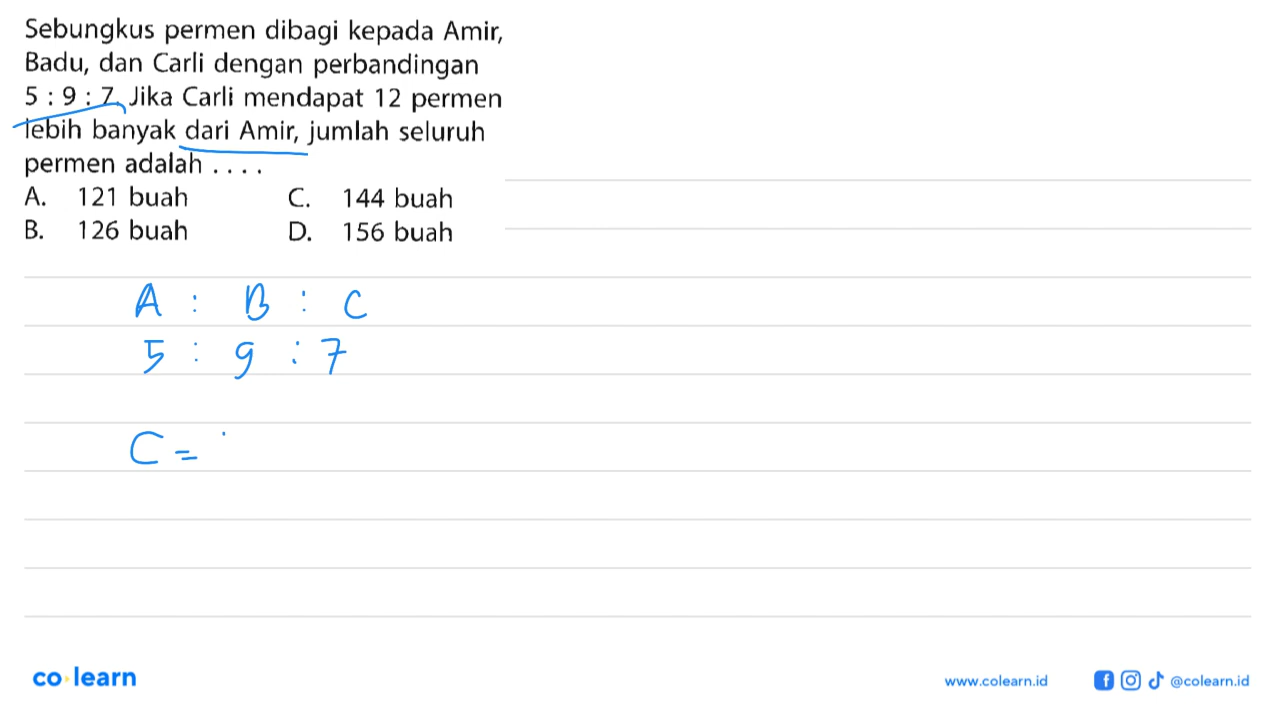 Sebungkus permen dibagi kepada Amir,
Badu, dan Carli dengan perbandingan
5 : 9 : 7. Jika Carli mendapat 12 permen
lebih banyak dari Amir, jumlah seluruh
permen adalah . . . .
A. 121 buah C. 144 buah
B. 126 buah D. 156 buah
A : B : C
5 : 9 : 7
C =
co learn
www.colearn.id @colearn.id